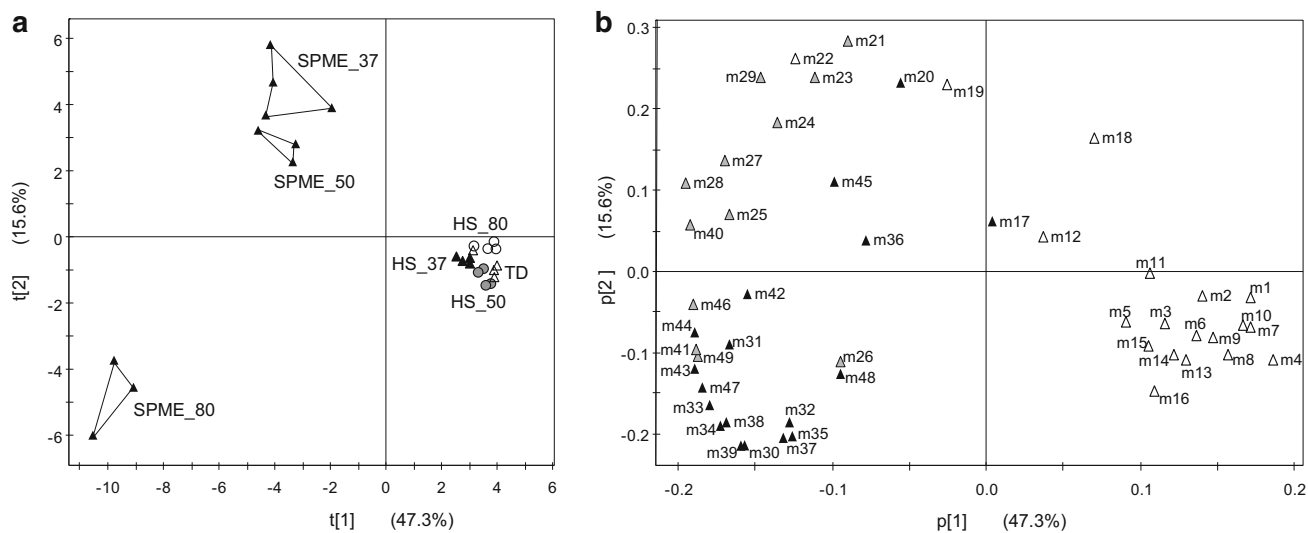 a
6
4
2
0
-2
-4
-6
t[2] (15.6%)
SPME_37
SPME_50
HS_80
HS_37
TD
HS_50
SPME_80
-10 -8 -6 -4 -2 0 2 4 6
t[1] (47.3%)
b
0.3
0.2
0.1
0.0
-0.1
-0.2
p[2] (15.6%)
m21
m22
m29
m23
m20
m19
m24
m18
m27
m28
m45
m25
m40
m17
m12
m36
m11
m42
m1
m46
m2
m5
m3
m10
m44
m6
m7
m31
m9
m41
m15
m49
m26
m14
m8
m4
m43
m48
m13
m47
m16
m33
m32
m38
m34
m35
m37
m39
m30
-0.2 -0.1 0.0 0.1 0.2
p[1] (47.3%)